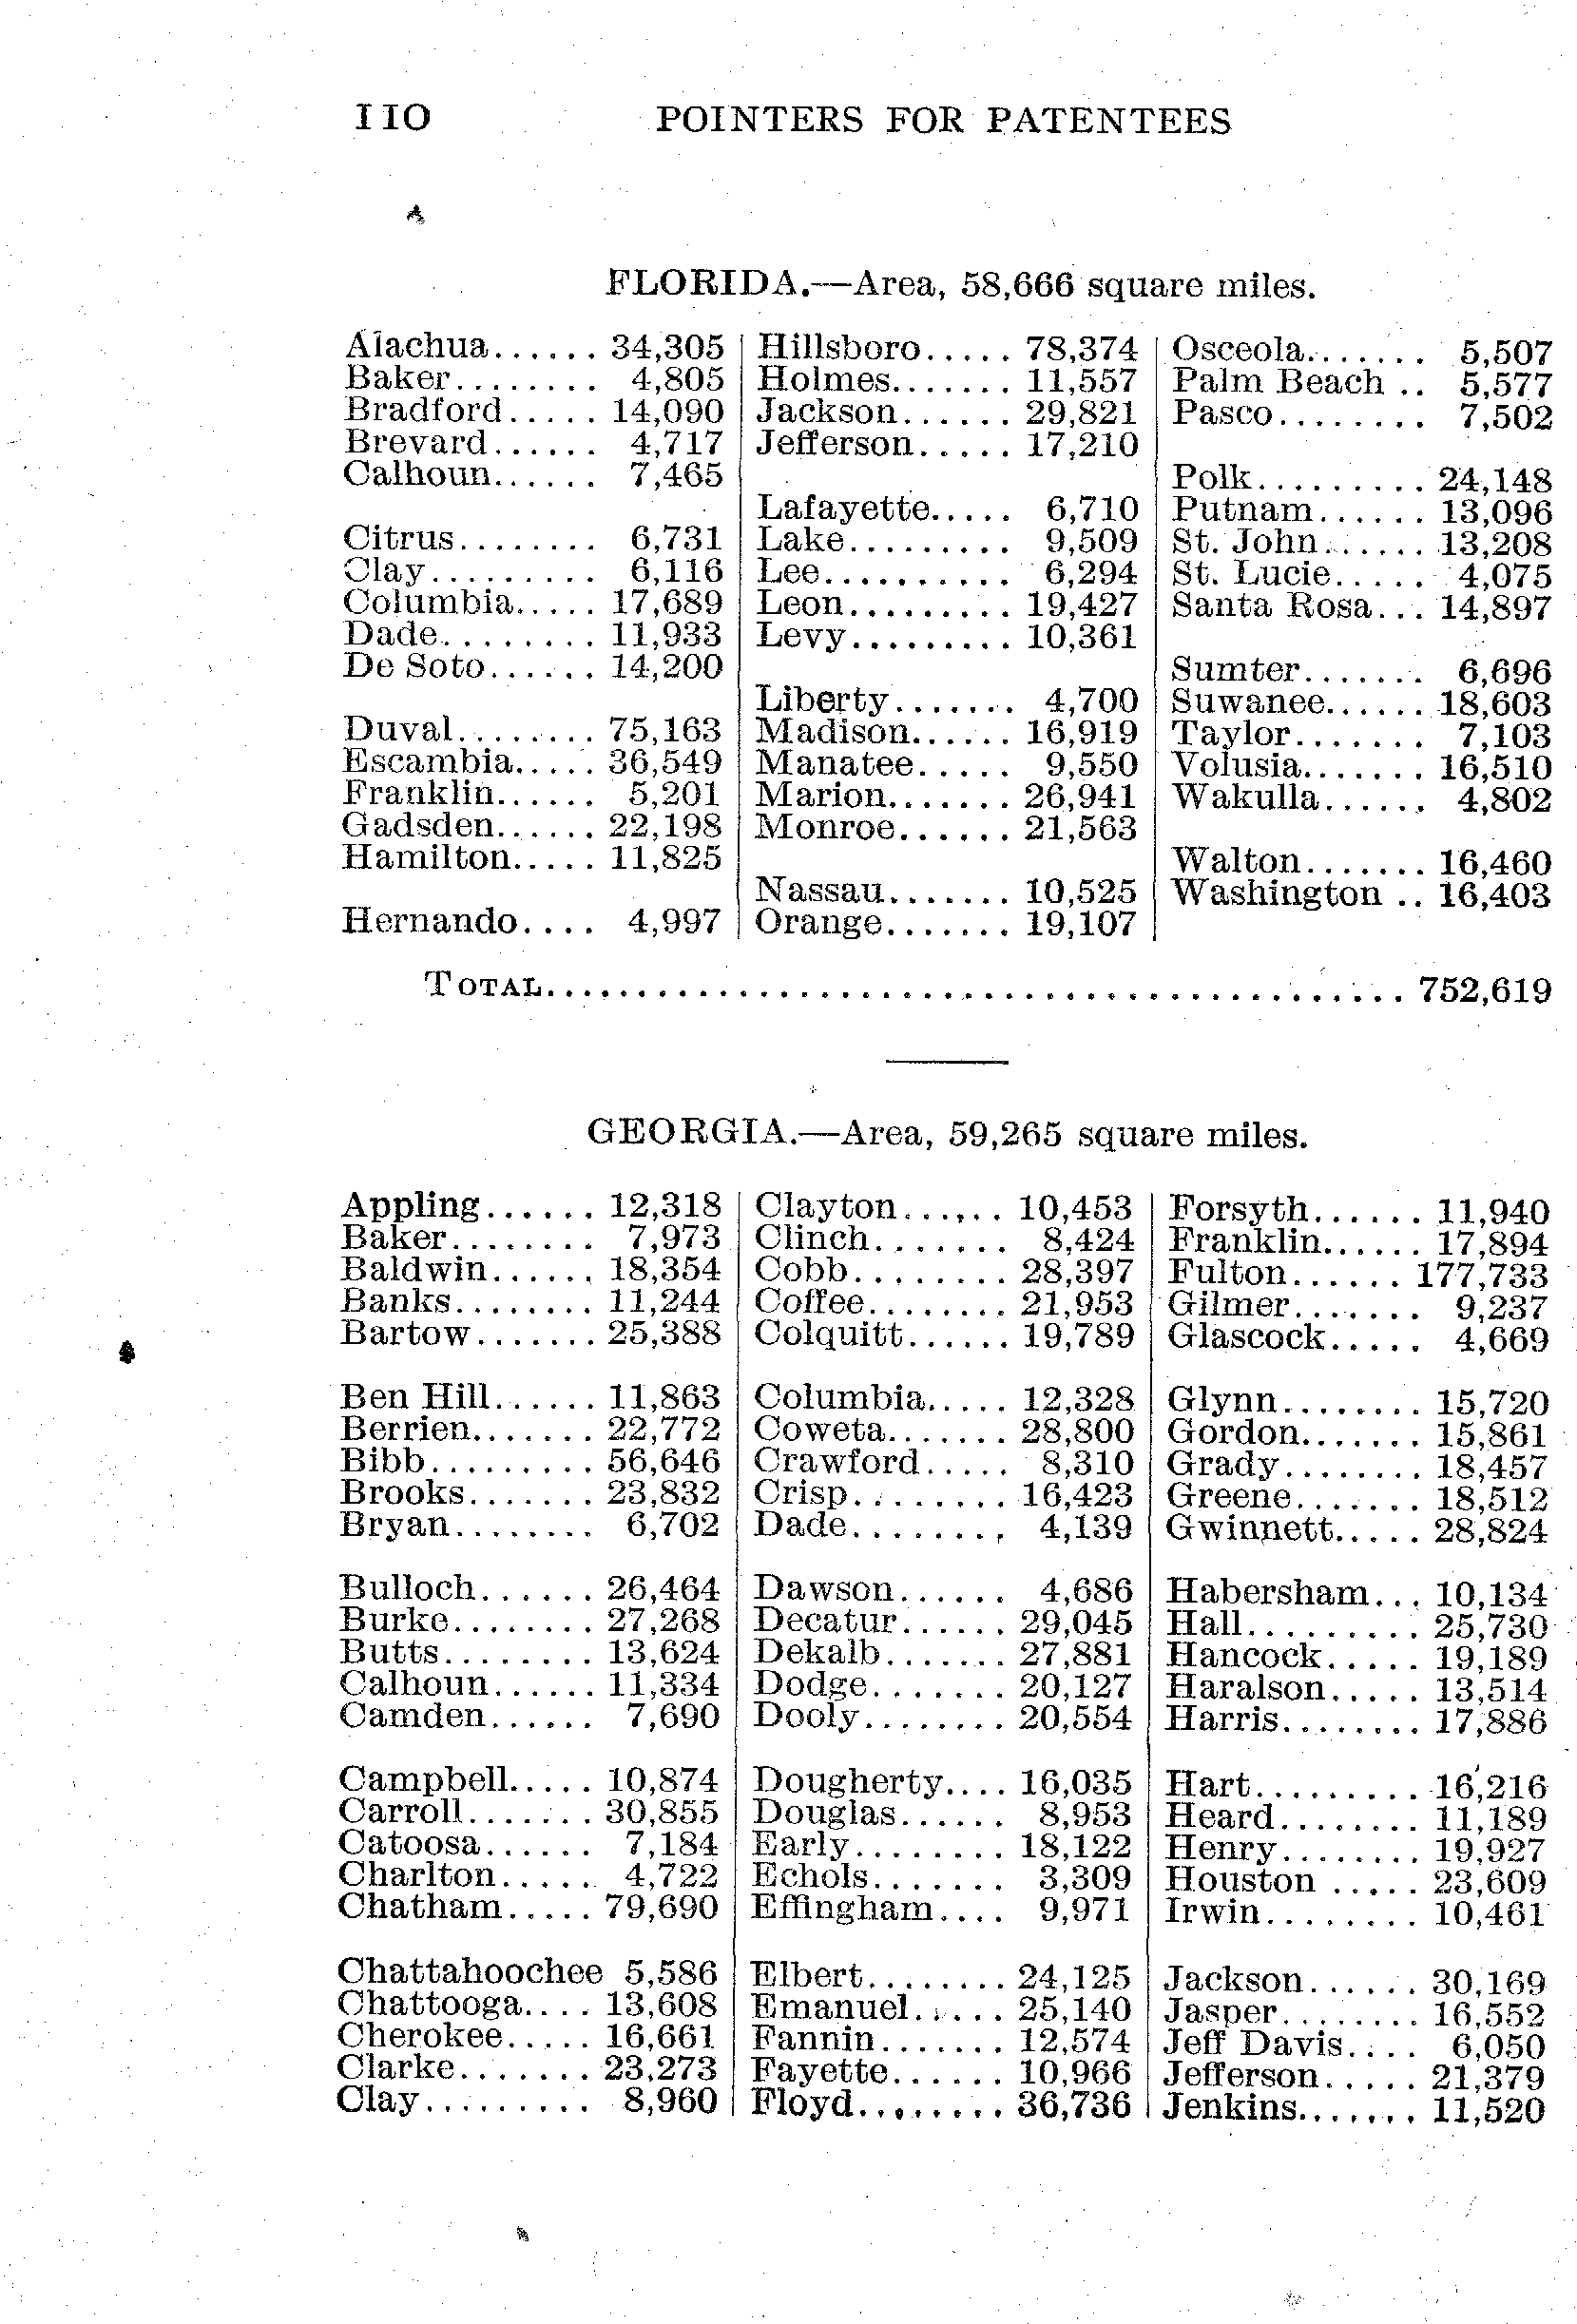 110 POINTERS FOR PATENTEES
FLORIDA.—Area, 58,666 square miles.
Alachua...... 34,305
Baker........ 4,805
Bradford..... 14,090
Brevard...... 4,717
Calhoun...... 7,465
Citrus........ 6,731
Clay......... 6,116
Columbia..... 17,689
Dade........ 11,933
De Soto...... 14,200
Duval........ 75,163
Escambia..... 36,549
Franklin...... 5,201
Gadsden...... 22,198
Hamilton..... 11,825
Hernando.... 4,997
Hillsboro..... 78,374
Holmes....... 11,557
Jackson...... 29,821
Jefferson..... 17,210
Lafayette..... 6,710
Lake......... 9,509
Lee.......... 6,294
Leon......... 19,427
Levy......... 10,361
Liberty....... 4,700
Madison...... 16,919
Manatee..... 9,550
Marion....... 26,941
Monroe...... 21,563
Nassau....... 10,525
Orange....... 19,107
Osceola....... 5,507
Palm Beach .. 5,577
Pasco........ 7,502
Polk......... 24,148
Putnam...... 13,096
St. John...... 13,208
St. Lucie..... 4,075
Santa Rosa... 14,897
Sumter....... 6,696
Suwanee...... 18,603
Taylor....... 7,103
Volusia....... 16,510
Wakulla...... 4,802
Walton....... 16,460
Washington .. 16,403
TOTAL........................................... 752,619
GEORGIA.—Area, 59,265 square miles.
Appling...... 12,318
Baker........ 7,973
Baldwin...... 18,354
Banks........ 11,244
Bartow....... 25,388
Ben Hill...... 11,863
Berrien....... 22,772
Bibb......... 56,646
Brooks....... 23,832
Bryan........ 6,702
Bulloch...... 26,464
Burke........ 27,268
Butts........ 13,624
Calhoun...... 11,334
Camden...... 7,690
Campbell..... 10,874
Carroll....... 30,855
Catoosa...... 7,184
Charlton..... 4,722
Chatham..... 79,690
Chattahoochee 5,586
Chattooga.... 13,608
Cherokee..... 16,661
Clarke....... 23,273
Clay......... 8,960
Clayton...... 10,453
Clinch....... 8,424
Cobb........ 28,397
Coffee........ 21,953
Colquitt...... 19,789
Columbia..... 12,328
Coweta....... 28,800
Crawford..... 8,310
Crisp........ 16,423
Dade........ 4,139
Dawson...... 4,686
Decatur...... 29,045
Dekalb....... 27,881
Dodge....... 20,127
Dooly........ 20,554
Dougherty.... 16,035
Douglas...... 8,953
Early........ 18,122
Echols....... 3,309
Effingham.... 9,971
Elbert........ 24,125
Emanuel..... 25,140
Fannin....... 12,574
Fayette...... 10,966
Floyd........ 36,736
Forsyth...... 11,940
Franklin...... 17,894
Fulton...... 177,733
Gilmer....... 9,237
Glascock..... 4,669
Glynn........ 15,720
Gordon....... 15,861
Grady........ 18,457
Greene....... 18,512
Gwinnett..... 28,824
Habersham... 10,134
Hall......... 25,730
Hancock..... 19,189
Haralson..... 13,514
Harris........ 17,886
Hart......... 16,216
Heard........ 11,189
Henry........ 19,927
Houston ..... 23,609
Irwin........ 10,461
Jackson...... 30,169
Jasper........ 16,552
Jeff Davis.... 6,050
Jefferson..... 21,379
Jenkins....... 11,520